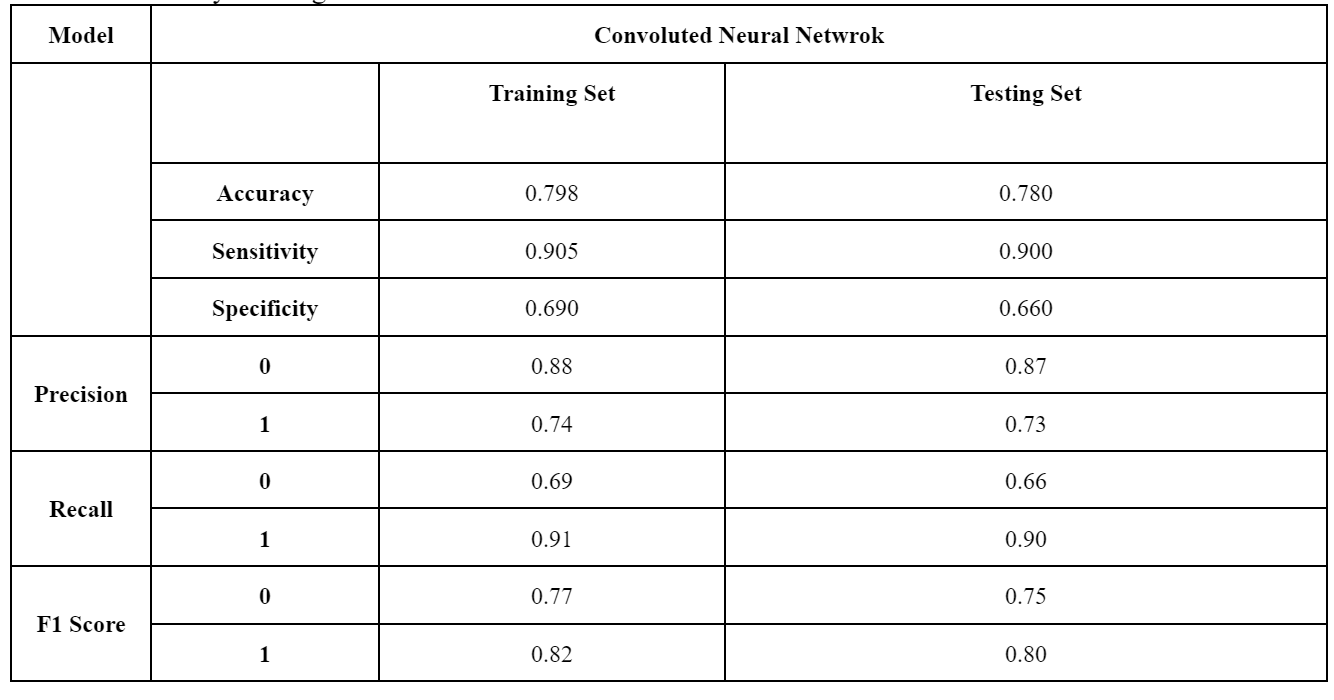 Model Convoluted Neural Netwrok
Training Set Testing Set
Accuracy 0.798 0.780
Sensitivity 0.905 0.900
Specificity 0.690 0.660
Precision
0 0.88 0.87
1 0.74 0.73
Recall
0 0.69 0.66
1 0.91 0.90
F1 Score
0 0.77 0.75
1 0.82 0.80